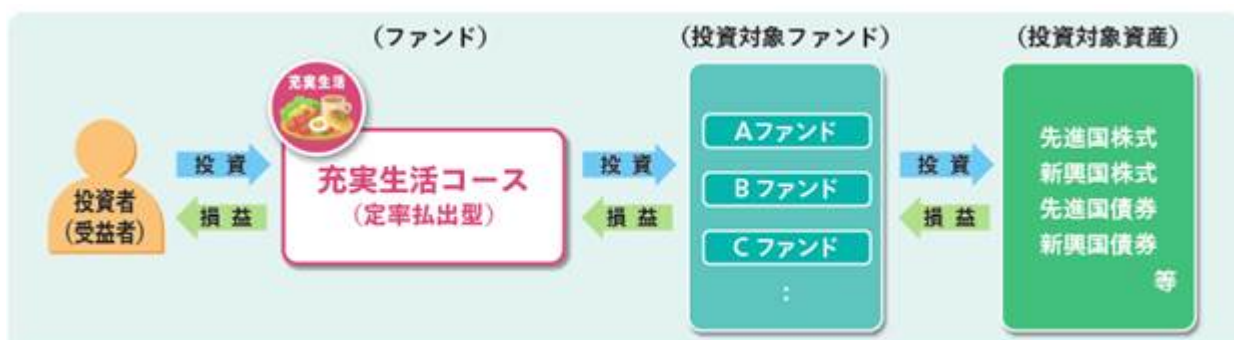 (ファンド)
(投資対象ファンド)
(投資対象資産)
充実生活
投資者
(受益者)
投資
損益
充実生活コース
(定率払出型)
投資
損益
Aファンド
Bファンド
Cファンド
:
投資
損益
先進国株式
新興国株式
先進国債券
新興国債券
等